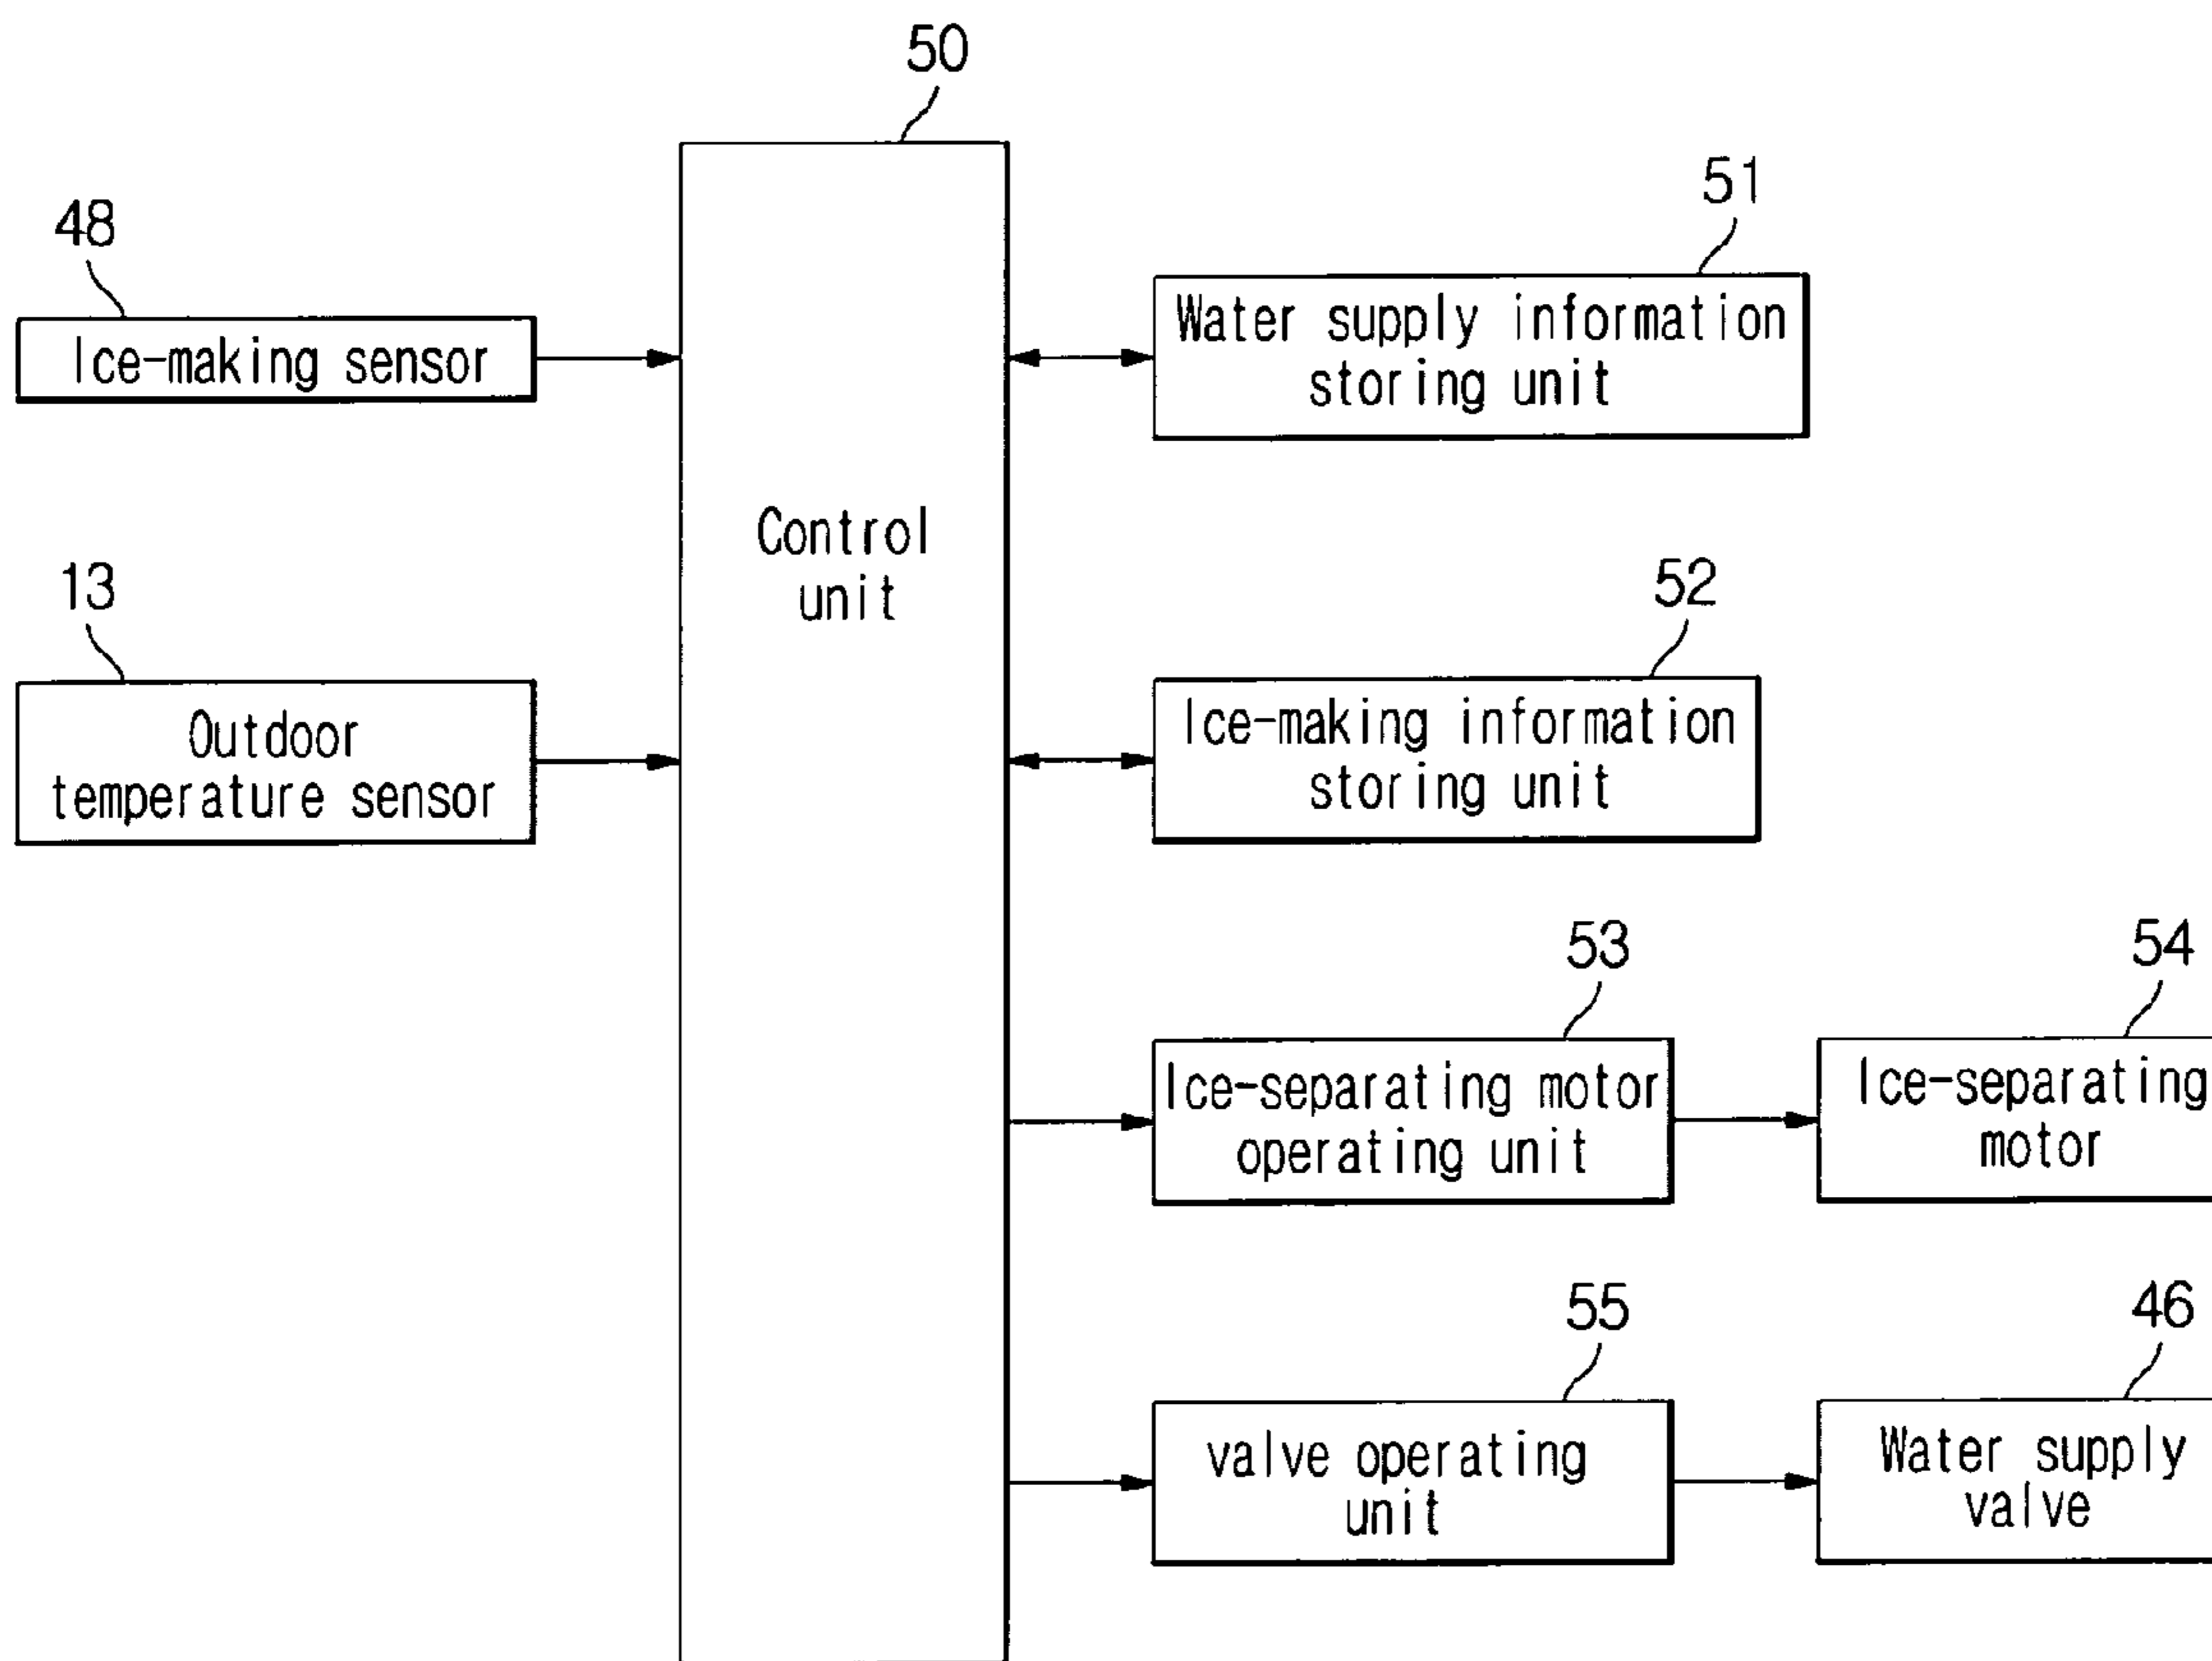 50
51
48
Water supply information
storing unit
Ice-making sensor
Control
unit
13
52
Outdoor
temperature sensor
Ice-making information
storing unit
53
54
Ice-separating motor
operating unit
Ice-separating
motor
55
46
valve operating
unit
Water supply
valve